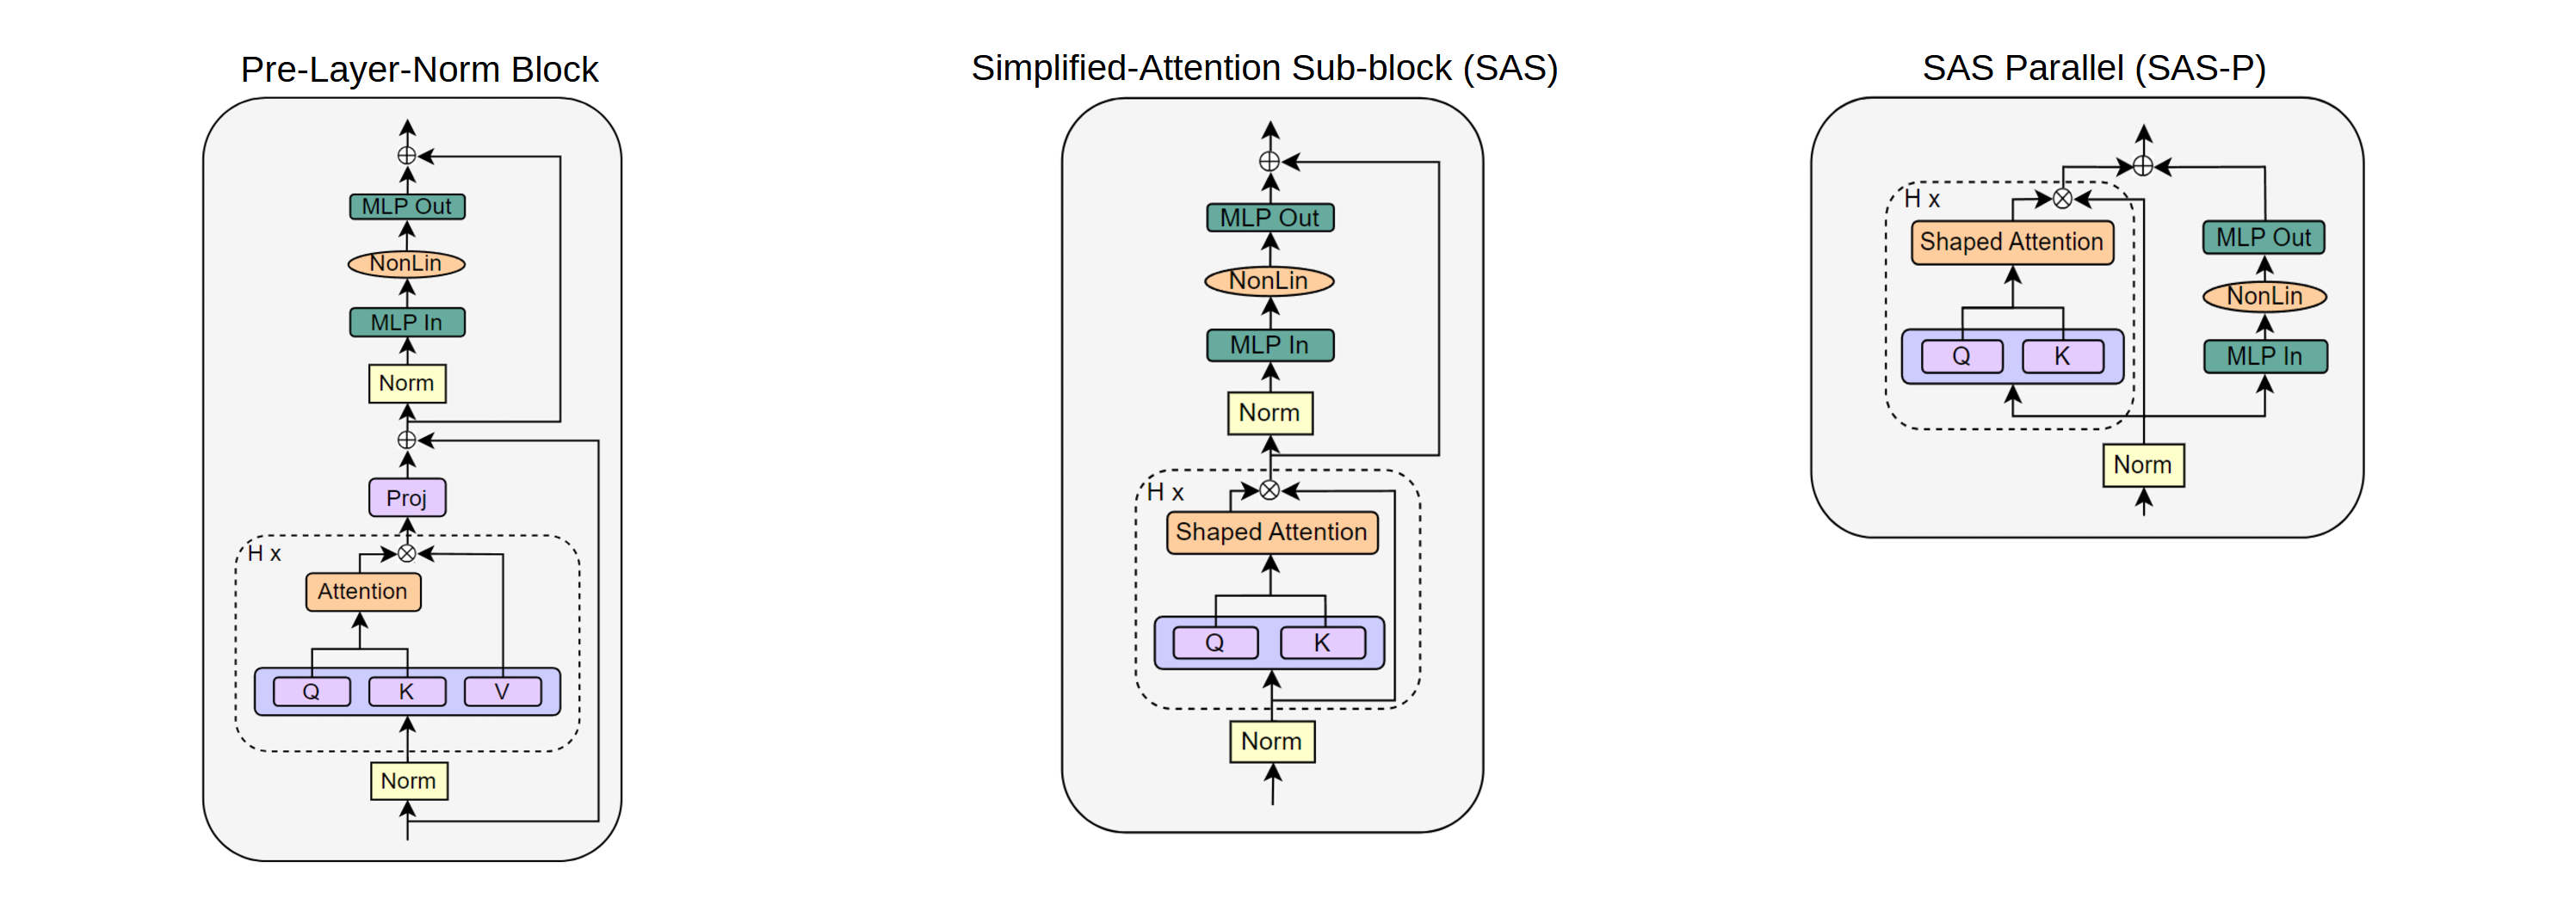 Pre-Layer-Norm Block
MLP Out
NonLin
MLP In
Norm
Proj
H x
Attention
Q K V
Norm
Simplified-Attention Sub-block (SAS)
MLP Out
NonLin
MLP In
Norm
H x
Shaped Attention
Q K
Norm
SAS Parallel (SAS-P)
H x
Shaped Attention
Q K
MLP Out
NonLin
MLP In
Norm